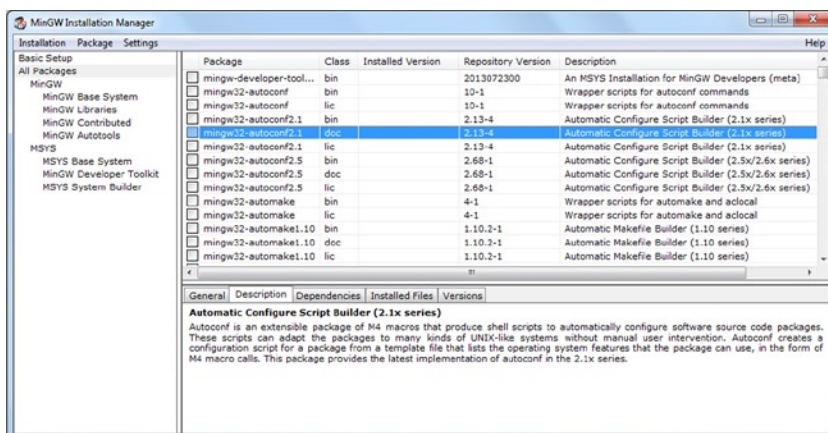 MinGW Installation Manager
Installation Package Settings Help
Basic Setup
All Packages
MinGW
MinGW Base System
MinGW Libraries
MinGW Contributed
MinGW Autotools
MSYS
MSYS Base System
MinGW Developer Toolkit
MSYS System Builder
Package Class Installed Version Repository Version Description
mingw-developer-tool... bin 2013072300 An MSYS Installation for MinGW Developers (meta)
mingw32-autoconf bin 10-1 Wrapper scripts for autoconf commands
mingw32-autoconf lic 10-1 Wrapper scripts for autoconf commands
mingw32-autoconf2.1 bin 2.13-4 Automatic Configure Script Builder (2.1x series)
mingw32-autoconf2.1 doc 2.13-4 Automatic Configure Script Builder (2.1x series)
mingw32-autoconf2.1 lic 2.13-4 Automatic Configure Script Builder (2.1x series)
mingw32-autoconf2.5 bin 2.68-1 Automatic Configure Script Builder (2.5x/2.6x series)
mingw32-autoconf2.5 doc 2.68-1 Automatic Configure Script Builder (2.5x/2.6x series)
mingw32-autoconf2.5 lic 2.68-1 Automatic Configure Script Builder (2.5x/2.6x series)
mingw32-automake bin 4-1 Wrapper scripts for automake and aclocal
mingw32-automake lic 4-1 Wrapper scripts for automake and aclocal
mingw32-automake1.10 bin 1.10.2-1 Automatic Makefile Builder (1.10 series)
mingw32-automake1.10 doc 1.10.2-1 Automatic Makefile Builder (1.10 series)
mingw32-automake1.10 lic 1.10.2-1 Automatic Makefile Builder (1.10 series)
General Description Dependencies Installed Files Versions
Automatic Configure Script Builder (2.1x series)
Autoconf is an extensible package of M4 macros that produce shell scripts to automatically configure software source code packages.
These scripts can adapt the packages to many kinds of UNIX-like systems without manual user intervention. Autoconf creates a
configuration script for a package from a template file that lists the operating system features that the package can use, in the form of
M4 macro calls. This package provides the latest implementation of autoconf in the 2.1x series.